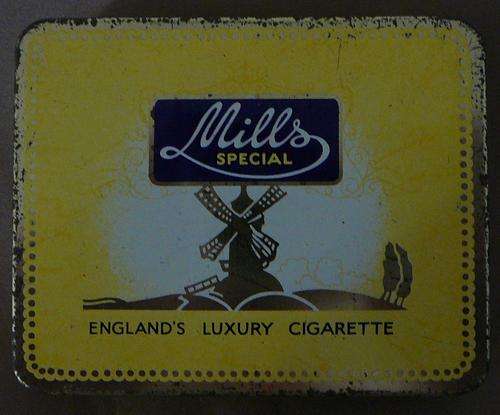 Mills
SPECIAL
ENGLAND'S LUXURY CIGARETTE